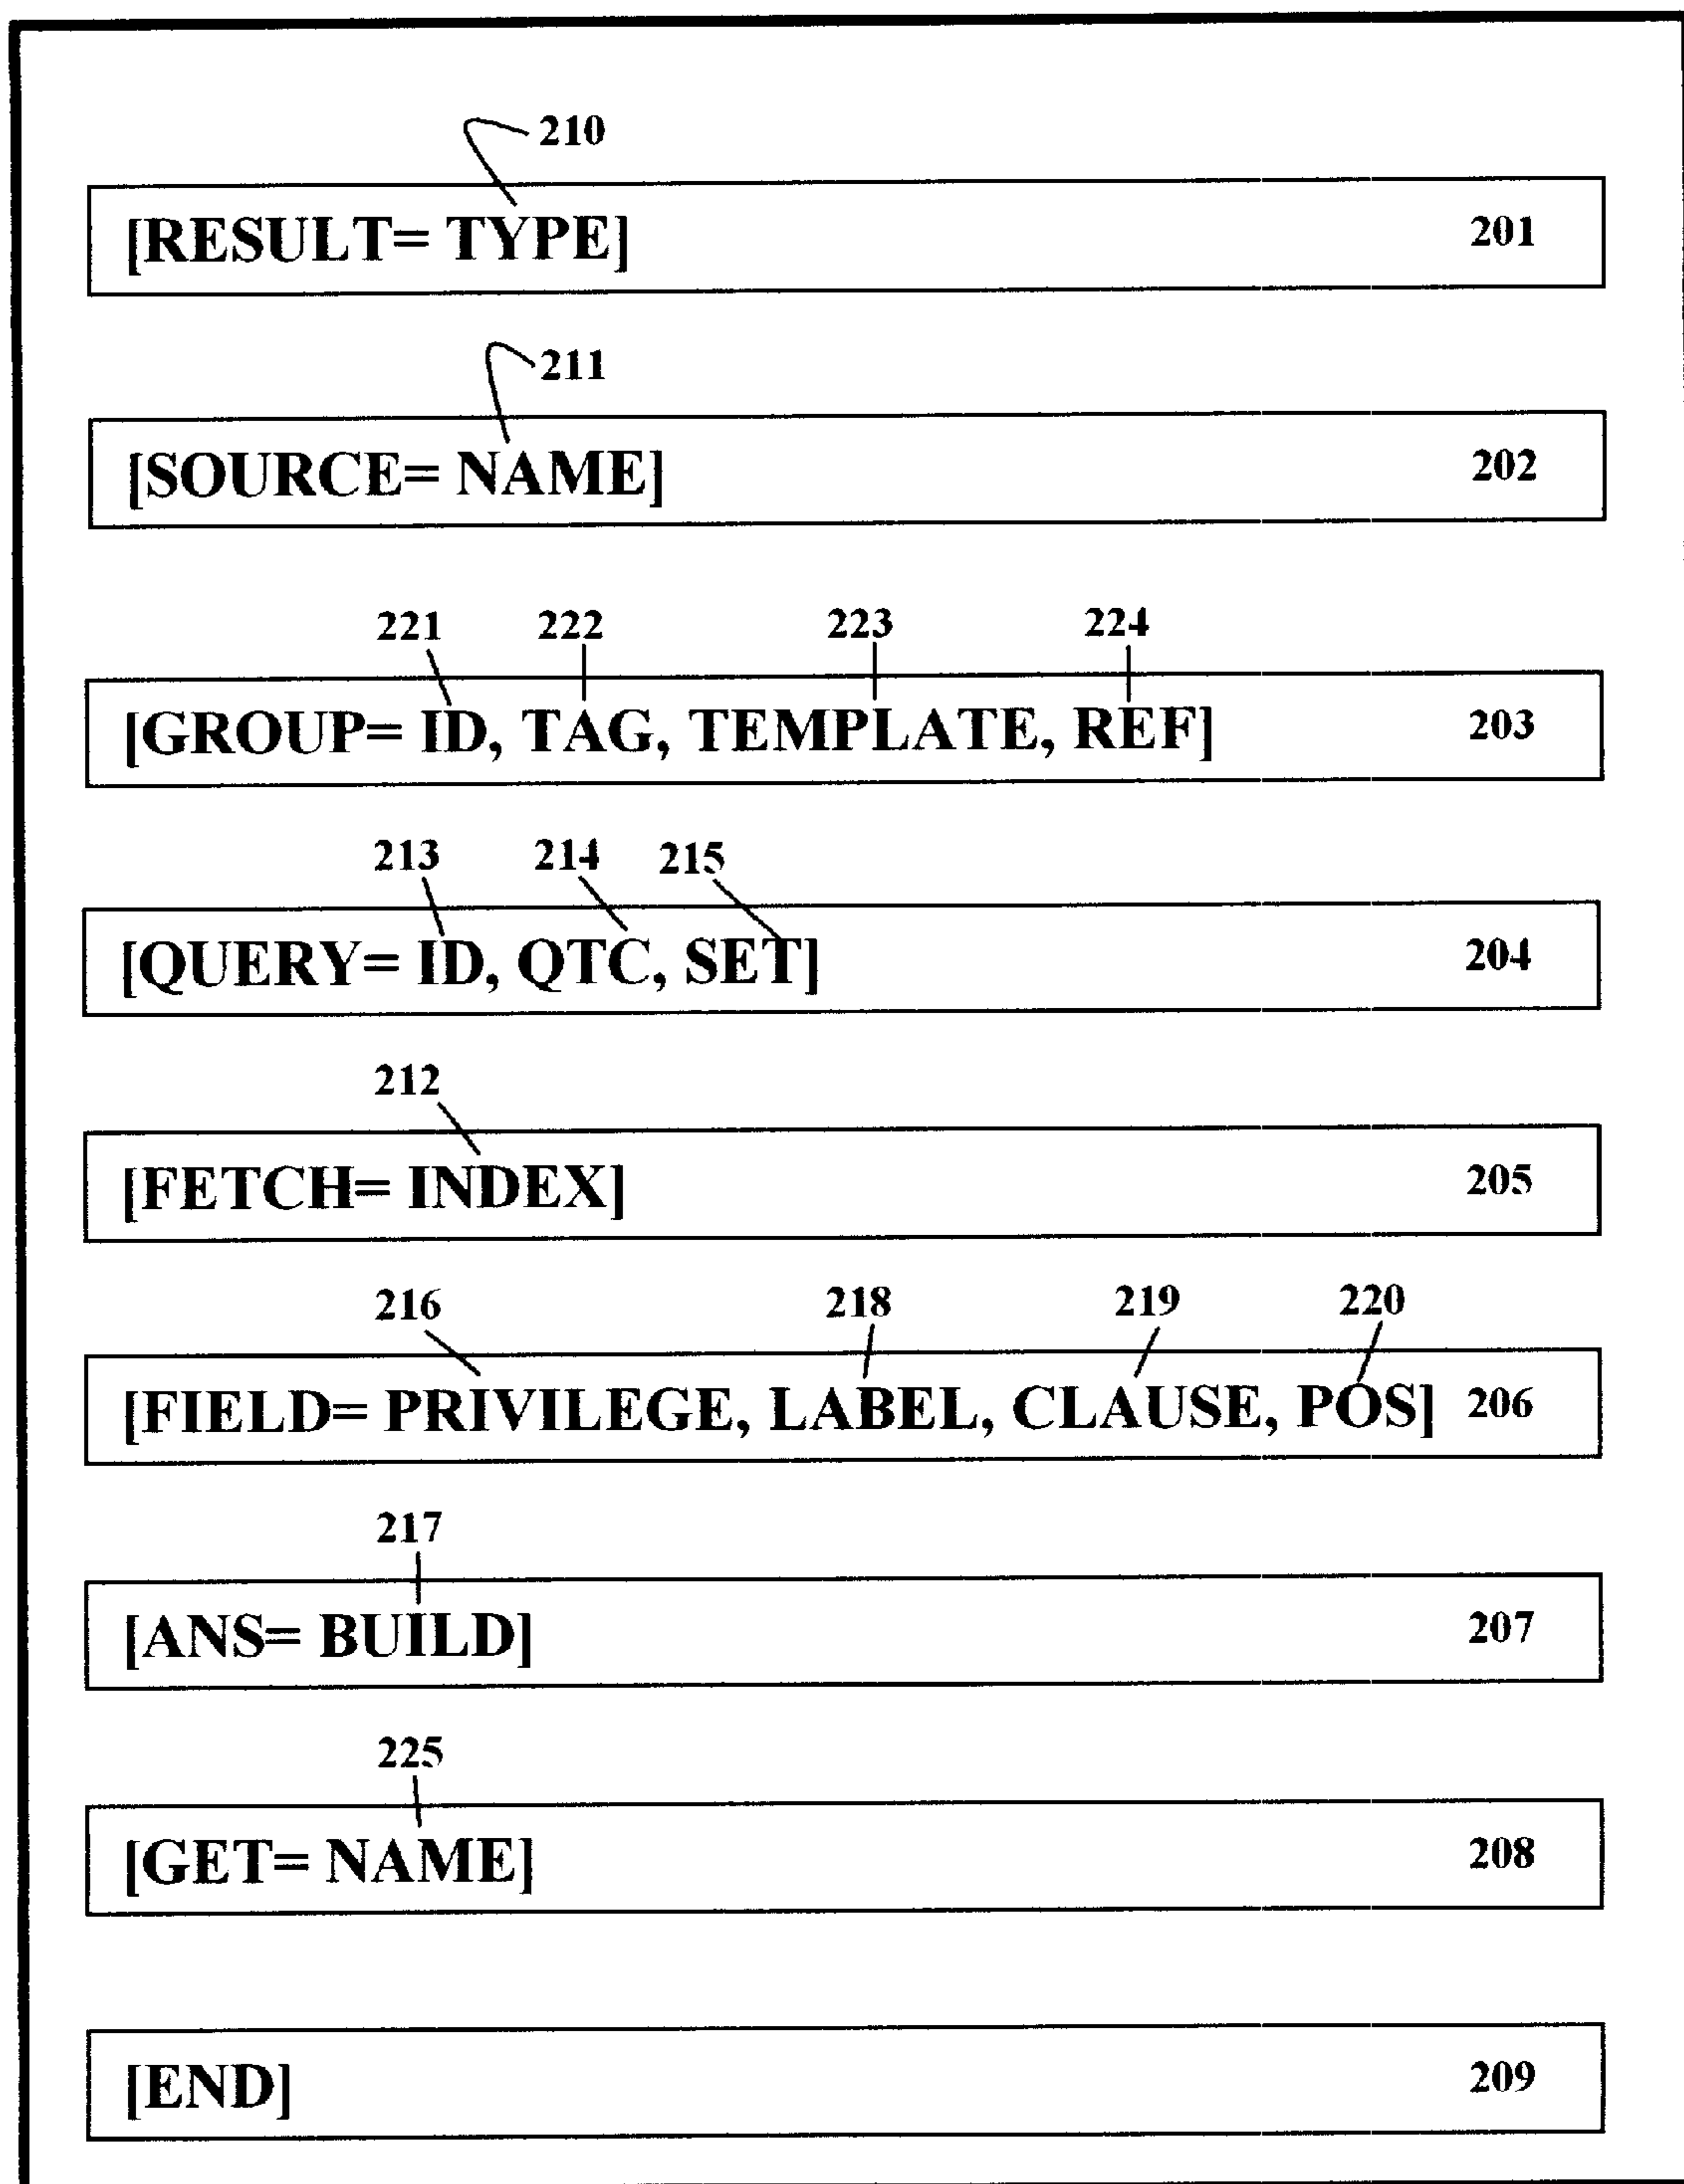 210
[RESULT= TYPE] 201
211
[SOURCE= NAME] 202
221 222 223 224
[GROUP= ID, TAG, TEMPLATE, REF] 203
213 214 215
[QUERY= ID, QTC, SET] 204
212
[FETCH= INDEX] 205
216 218 219 220
[FIELD= PRIVILEGE, LABEL, CLAUSE, POS] 206
217
[ANS= BUILD] 207
225
[GET= NAME] 208
[END] 209